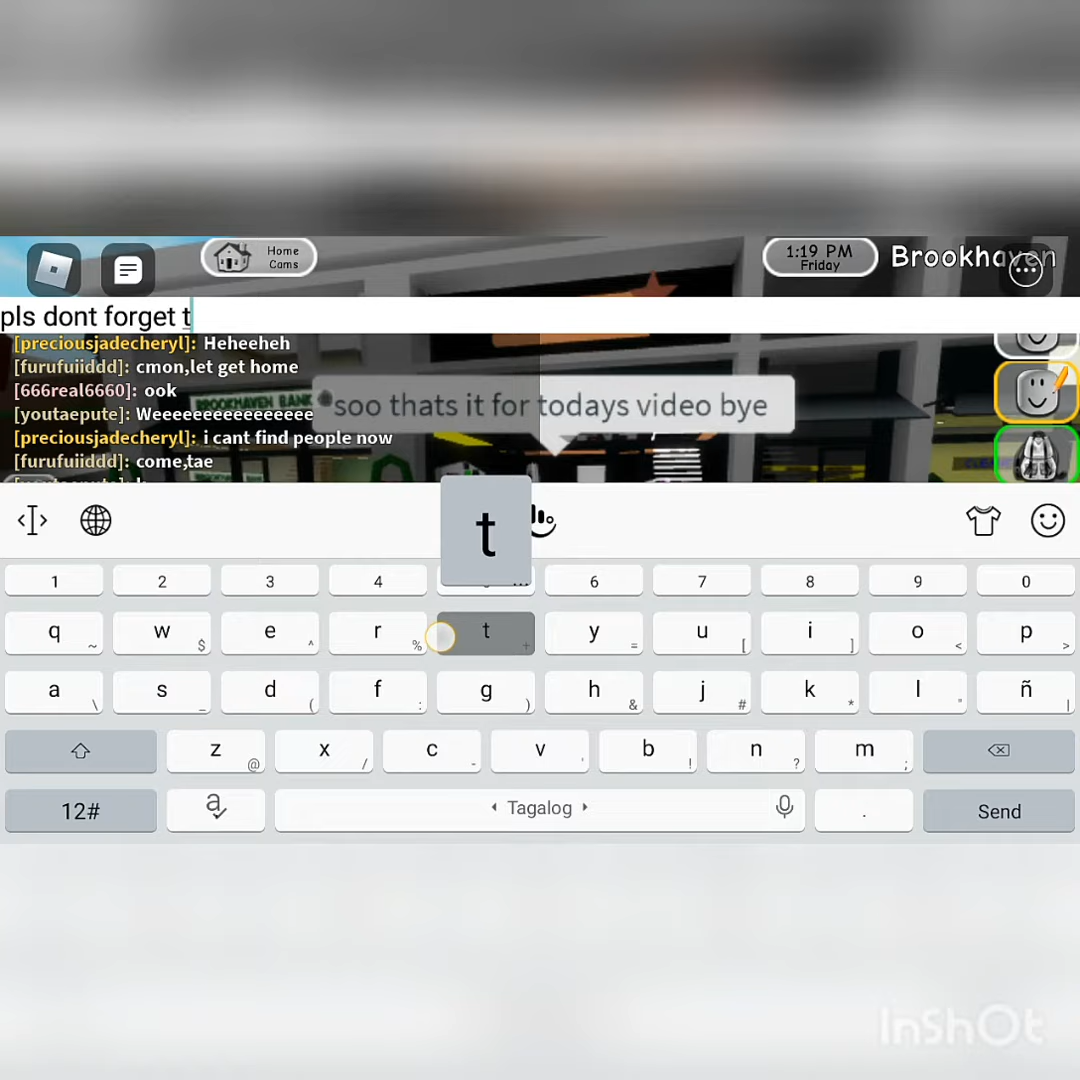 Home
Cams
1:19 PM
Friday
Brookhaven
pls dont forget t
[preciousjadecheryl]: Heheeheh
[furufuiiddd]: cmon,let get home
[666real6660]: ook
BROOKHAVEN BANK
soo thats it for todays video bye
[youtaepute]: Weeeeeeeeeeeeeee
[preciousjadecheryl]: i cant find people now
[furufuiiddd]: come,tae
t
1 2 3 4 6 7 8 9 0
q ~ w $ e ^ r % t + y = u [ i ] o < p >
a \ s _ d ( f : g ) h & j # k * l " ñ |
z @ x / c - v ' b ! n ? m ;
12# a Tagalog . Send
InShOt